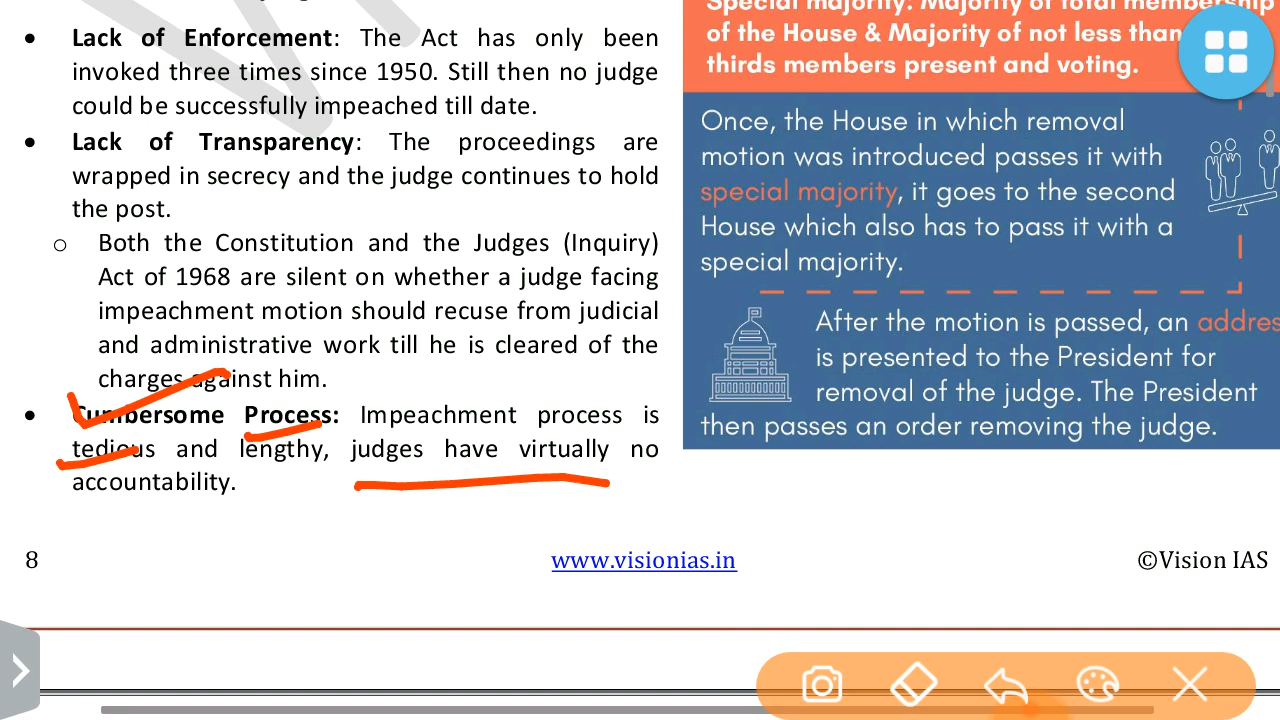 Lack of Enforcement: The Act has only been
invoked three times since 1950. Still then no judge
could be successfully impeached till date.
Lack of Transparency: The proceedings are
wrapped in secrecy and the judge continues to hold
the post.
Both the Constitution and the Judges (Inquiry)
Act of 1968 are silent on whether a judge facing
impeachment motion should recuse from judicial
and administrative work till he is cleared of the
charges against him.
Cumbersome Process: Impeachment process is
tedious and lengthy, judges have virtually no
accountability.
Special majority: Majority of total membership
of the House & Majority of not less than
thirds members present and voting.
Once, the House in which removal
motion was introduced passes it with
special majority, it goes to the second
House which also has to pass it with a
special majority.
After the motion is passed, an addres
is presented to the President for
removal of the judge. The President
then passes an order removing the judge.
8 www.visionias.in ©Vision IAS